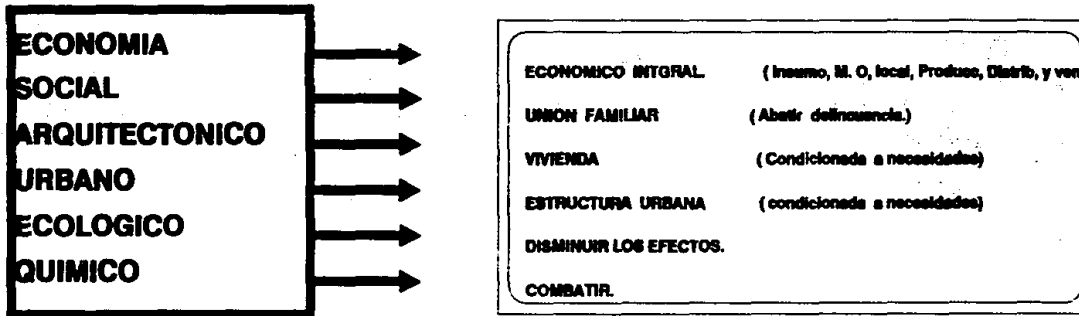 ECONOMIA
SOCIAL
ARQUITECTONICO
URBANO
ECOLOGICO
QUIMICO
ECONOMICO INTGRAL. (Insumo, M. O, local, Produsc, Distrib, y ven
UNION FAMILIAR (Abatir delincuencia.)
VIVIENDA (Condicionada a necesidades)
ESTRUCTURA URBANA (condicionada a necesidades)
DISMINUIR LOS EFECTOS.
COMBATIR.